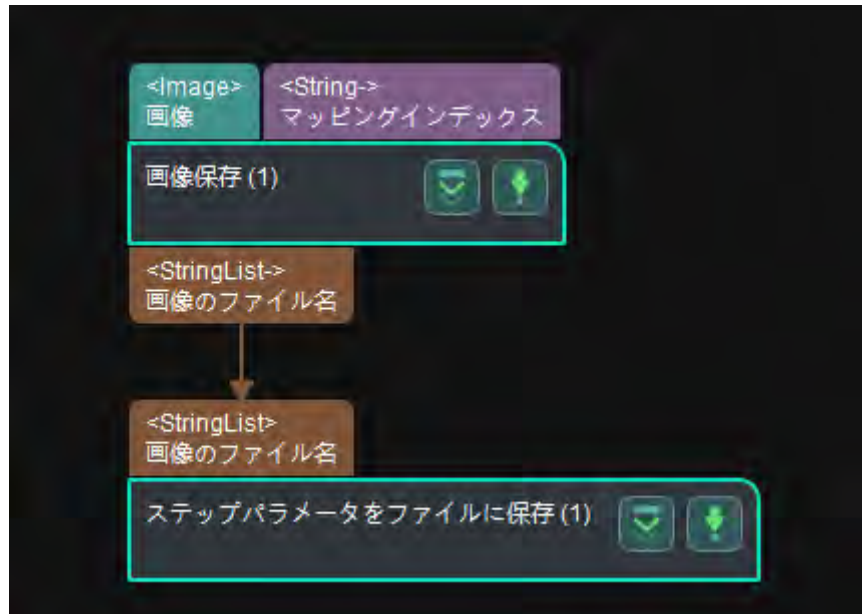 <Image>
画像
<String->
マッピングインデックス
画像保存 (1)
<StringList->
画像のファイル名
<StringList>
画像のファイル名
ステップパラメータをファイルに保存 (1)